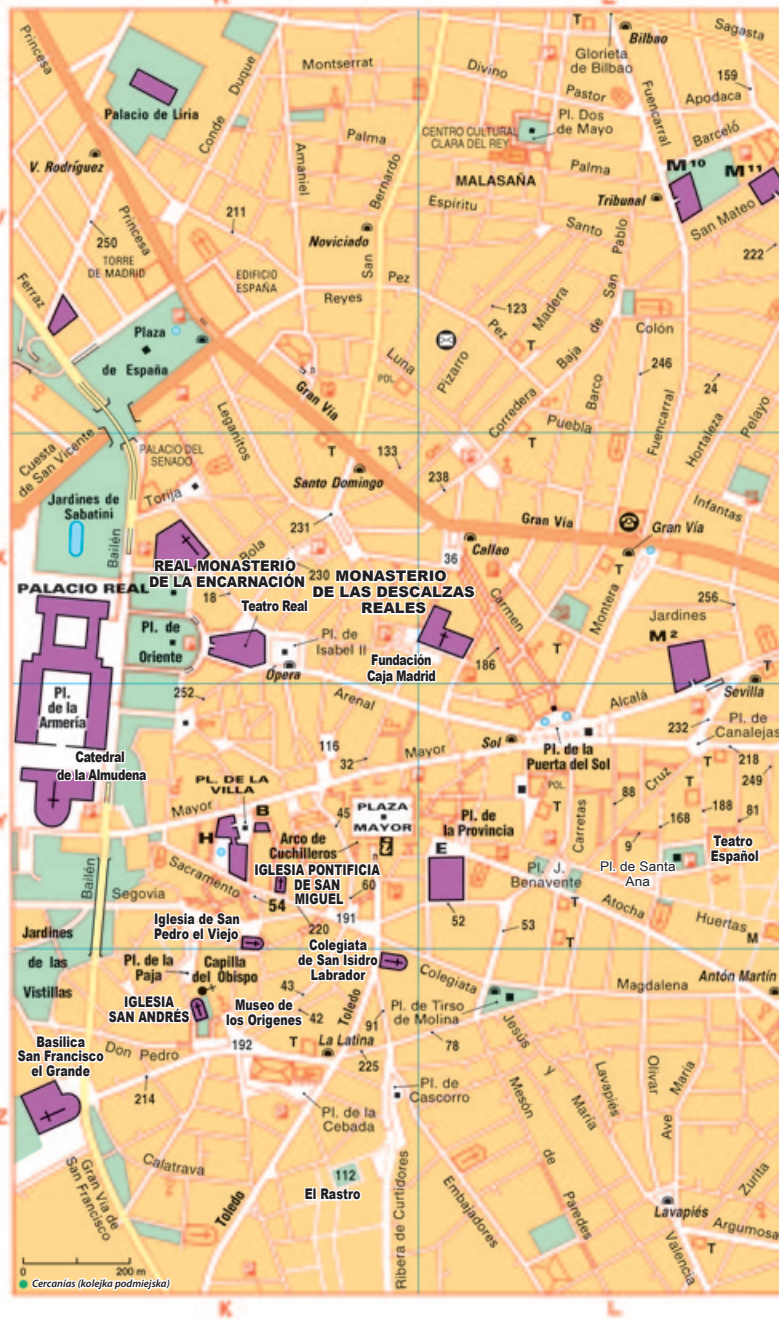 K
L
Princesa
Bilbao
Sagasta
Glorieta
de Bilbao
Montserrat
Divino
Pastor
159
Apodaca
Fuencarral
Duque
Conde
Palacio de Liria
Pl. Dos
de Mayo
CENTRO CULTURAL
CLARA DEL REY
Barceló
Palma
Amaniel
Bernardo
V. Rodríguez
MALASAÑA
Palma
M 10
M 11
Tribunal
Espíritu
Santo
San Mateo
Princesa
211
250
TORRE
DE MADRID
Noviciado
San
Pablo
222
Pez
EDIFICIO
ESPAÑA
Reyes
Ferraz
123
Madera
San
de
Colón
Plaza
de España
Pez
T
Luna
POL.
Pizarro
Baja
Barco
246
24
Gran Vía
Corredera
Puebla
T
Fuencarral
Hortaleza
Pelayo
Leganitos
T
133
Cuesta
de San Vicente
PALACIO DEL
SENADO
Santo Domingo
238
Torija
Jardines de
Sabatini
Infantas
231
Gran Vía
Gran Vía
Bailén
Bola
36
Callao
T
REAL MONASTERIO
DE LA ENCARNACIÓN
230
MONASTERIO
DE LAS DESCALZAS
REALES
PALACIO REAL
18
Teatro Real
Carmen
Montera
256
Jardines
Pl. de
Oriente
Pl. de
Isabel II
M 2
T
Opera
Fundación
Caja Madrid
186
T
Pl.
de la
Armería
252
Arenal
Alcalá
Sevilla
232
Pl. de
Canalejas
116
32
Mayor
Sol
Pl. de la
Puerta del Sol
Catedral
de la Almudena
218
249
PL. DE LA
VILLA
POL.
88
Cruz
T
T
Mayor
B
H
45
PLAZA
MAYOR
Pl. de
la Provincia
T
Carretas
188
81
168
9
Arco de
Cuchilleros
E
Teatro
Español
IGLESIA PONTIFICIA
DE SAN
MIGUEL
Pl. J.
Benavente
Pl. de Santa
Ana
Sacramento
Bailén
Segovia
54
60
Atocha
T
Huertas
Iglesia de San
Pedro el Viejo
220
191
52
53
M
Jardines
de las
Vistillas
Colegiata
de San Isidro
Labrador
T
Pl. de la
Paja
Capilla
del Obispo
Colegiata
Antón Martín
Magdalena
43
Toledo
IGLESIA
SAN ANDRÉS
Museo de
los Origenes
42
91
Pl. de Tirso
de Molina
Basilica
San Francisco
el Grande
Don Pedro
192
T
La Latina
225
78
Jesús
y
María
Lavapiés
Olivar
Ave
María
214
Pl. de la
Cebada
Pl. de
Cascorro
Mesón
de
Paredes
Z
Calatrava
Gran Vía de
San Francisco
112
El Rastro
Toledo
Ribera de Curtidores
Embajadores
Zurita
Lavapiés
Argumosa
Valencia
T
0
200 m
Cercanías (kolejka podmiejska)
K
L